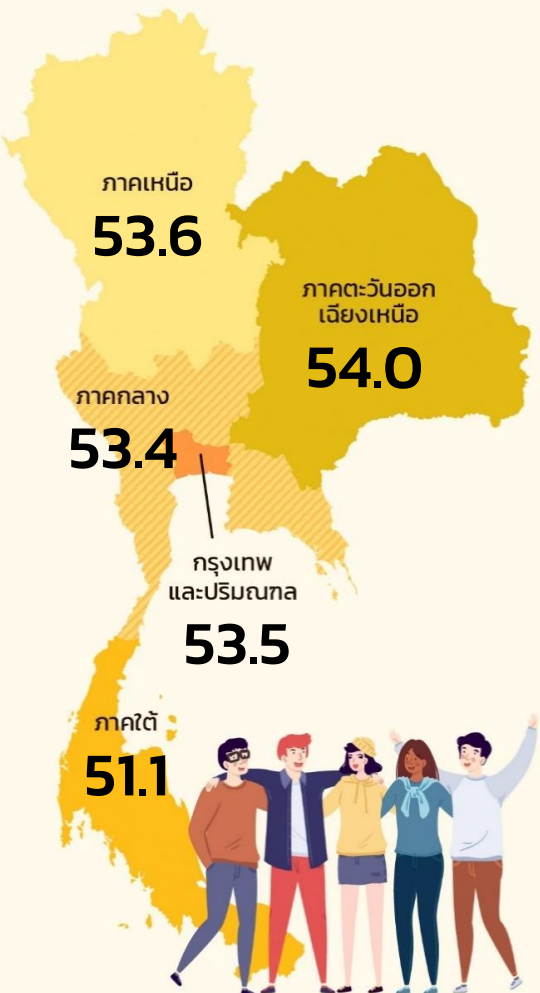 ภาคเหนือ
53.6
ภาคตะวันออก
เฉียงเหนือ
54.0
ภาคกลาง
53.4
กรุงเทพ
และปริมณฑล
53.5
ภาคใต้
51.1